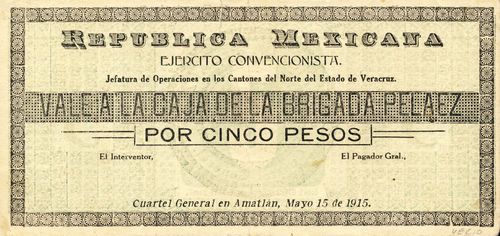 REPUBLICA MEXICANA
EJERCITO CONVENCIONISTA.
Jefatura de Operaciones en los Cantones del Norte del Estado de Veracruz.
VALE A LA CAJA DE LA BRIGADA PELAEZ
POR CINCO PESOS
El Interventor, El Pagador Gral.,
Cuartel General en Amatlán, Mayo 15 de 1915.